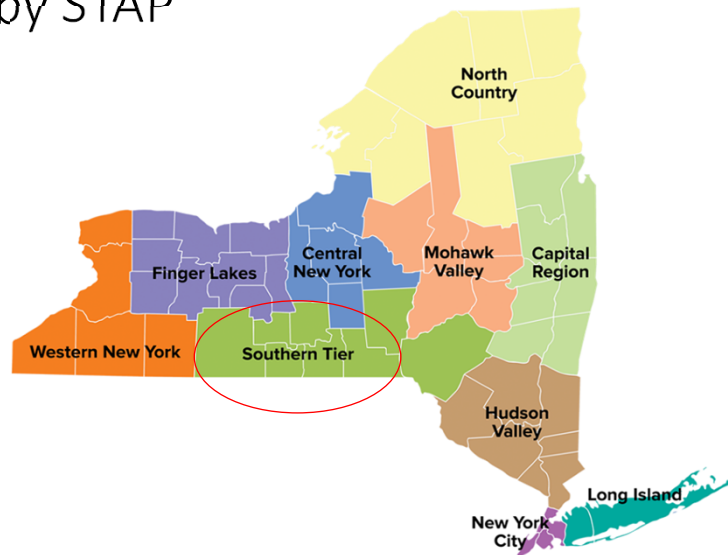 by STAP
North
Country
Central
New York
Mohawk
Valley
Capital
Region
Finger Lakes
Western New York
Southern Tier
Hudson
Valley
Long Island
New York
City